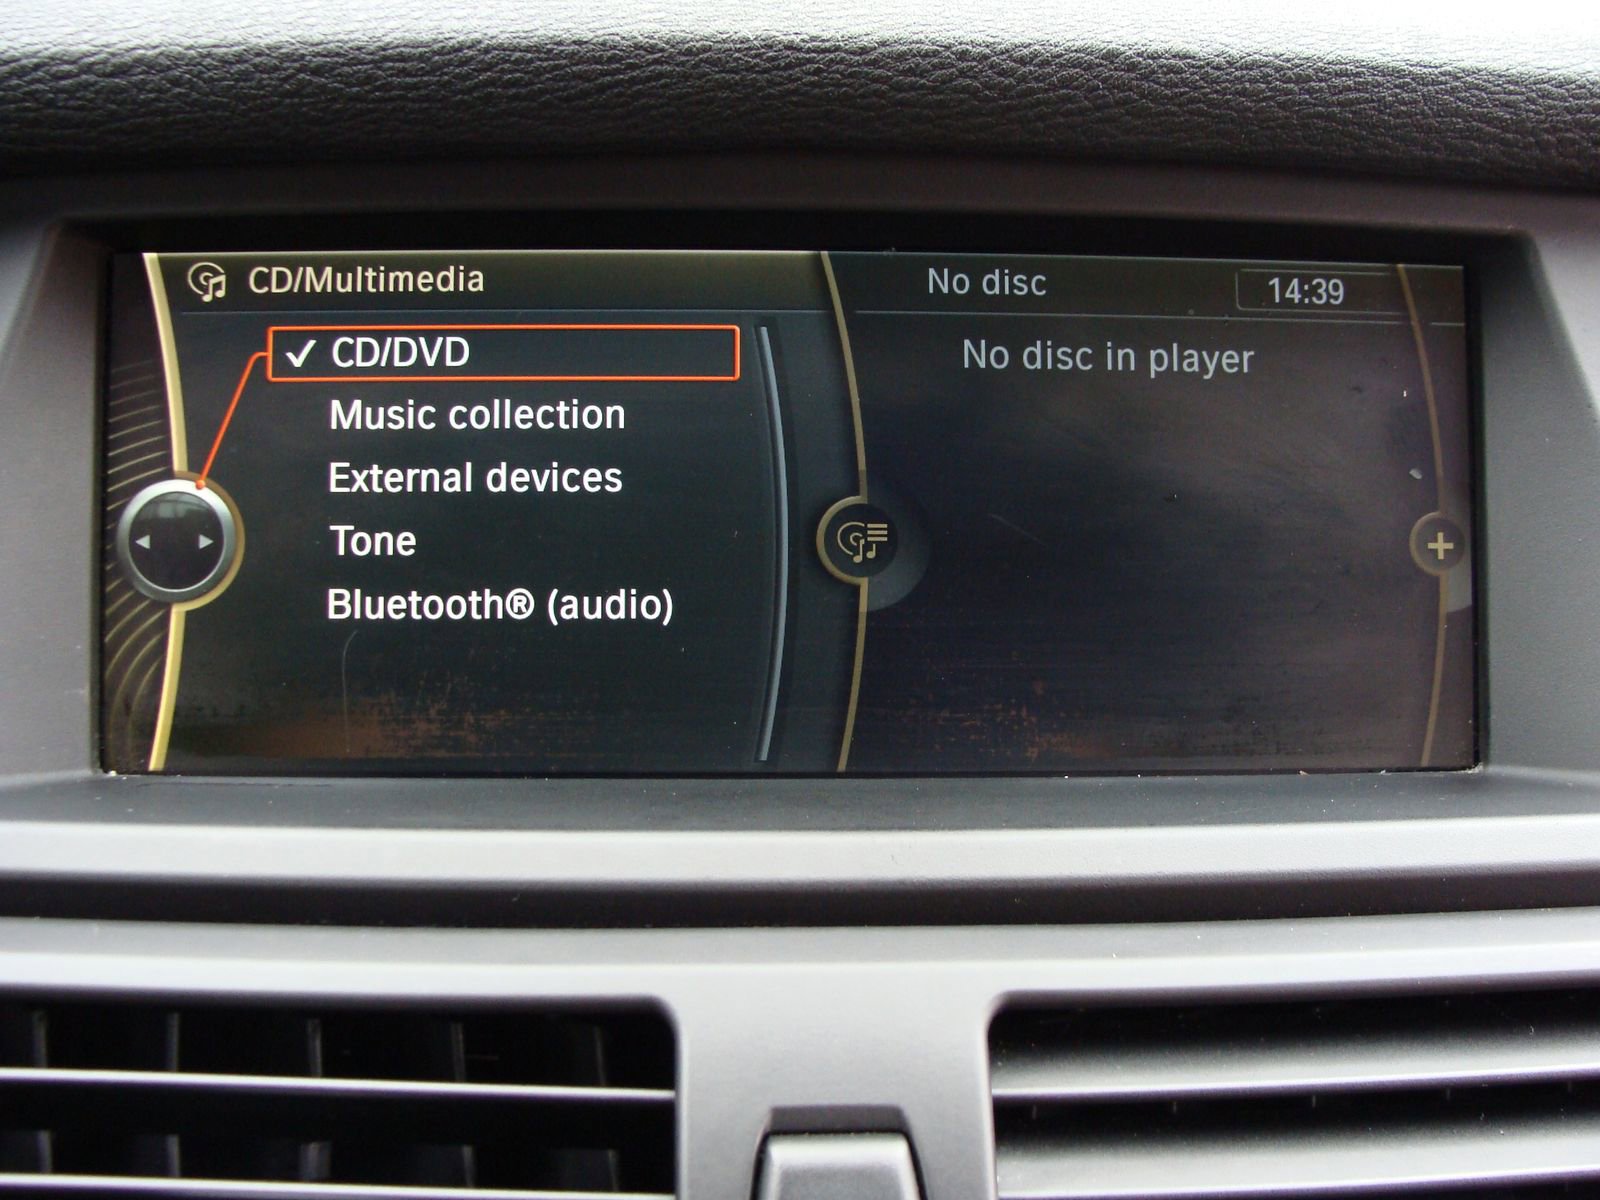 CD/Multimedia
No disc
14:39
✓ CD/DVD
Music collection
External devices
Tone
Bluetooth® (audio)
No disc in player